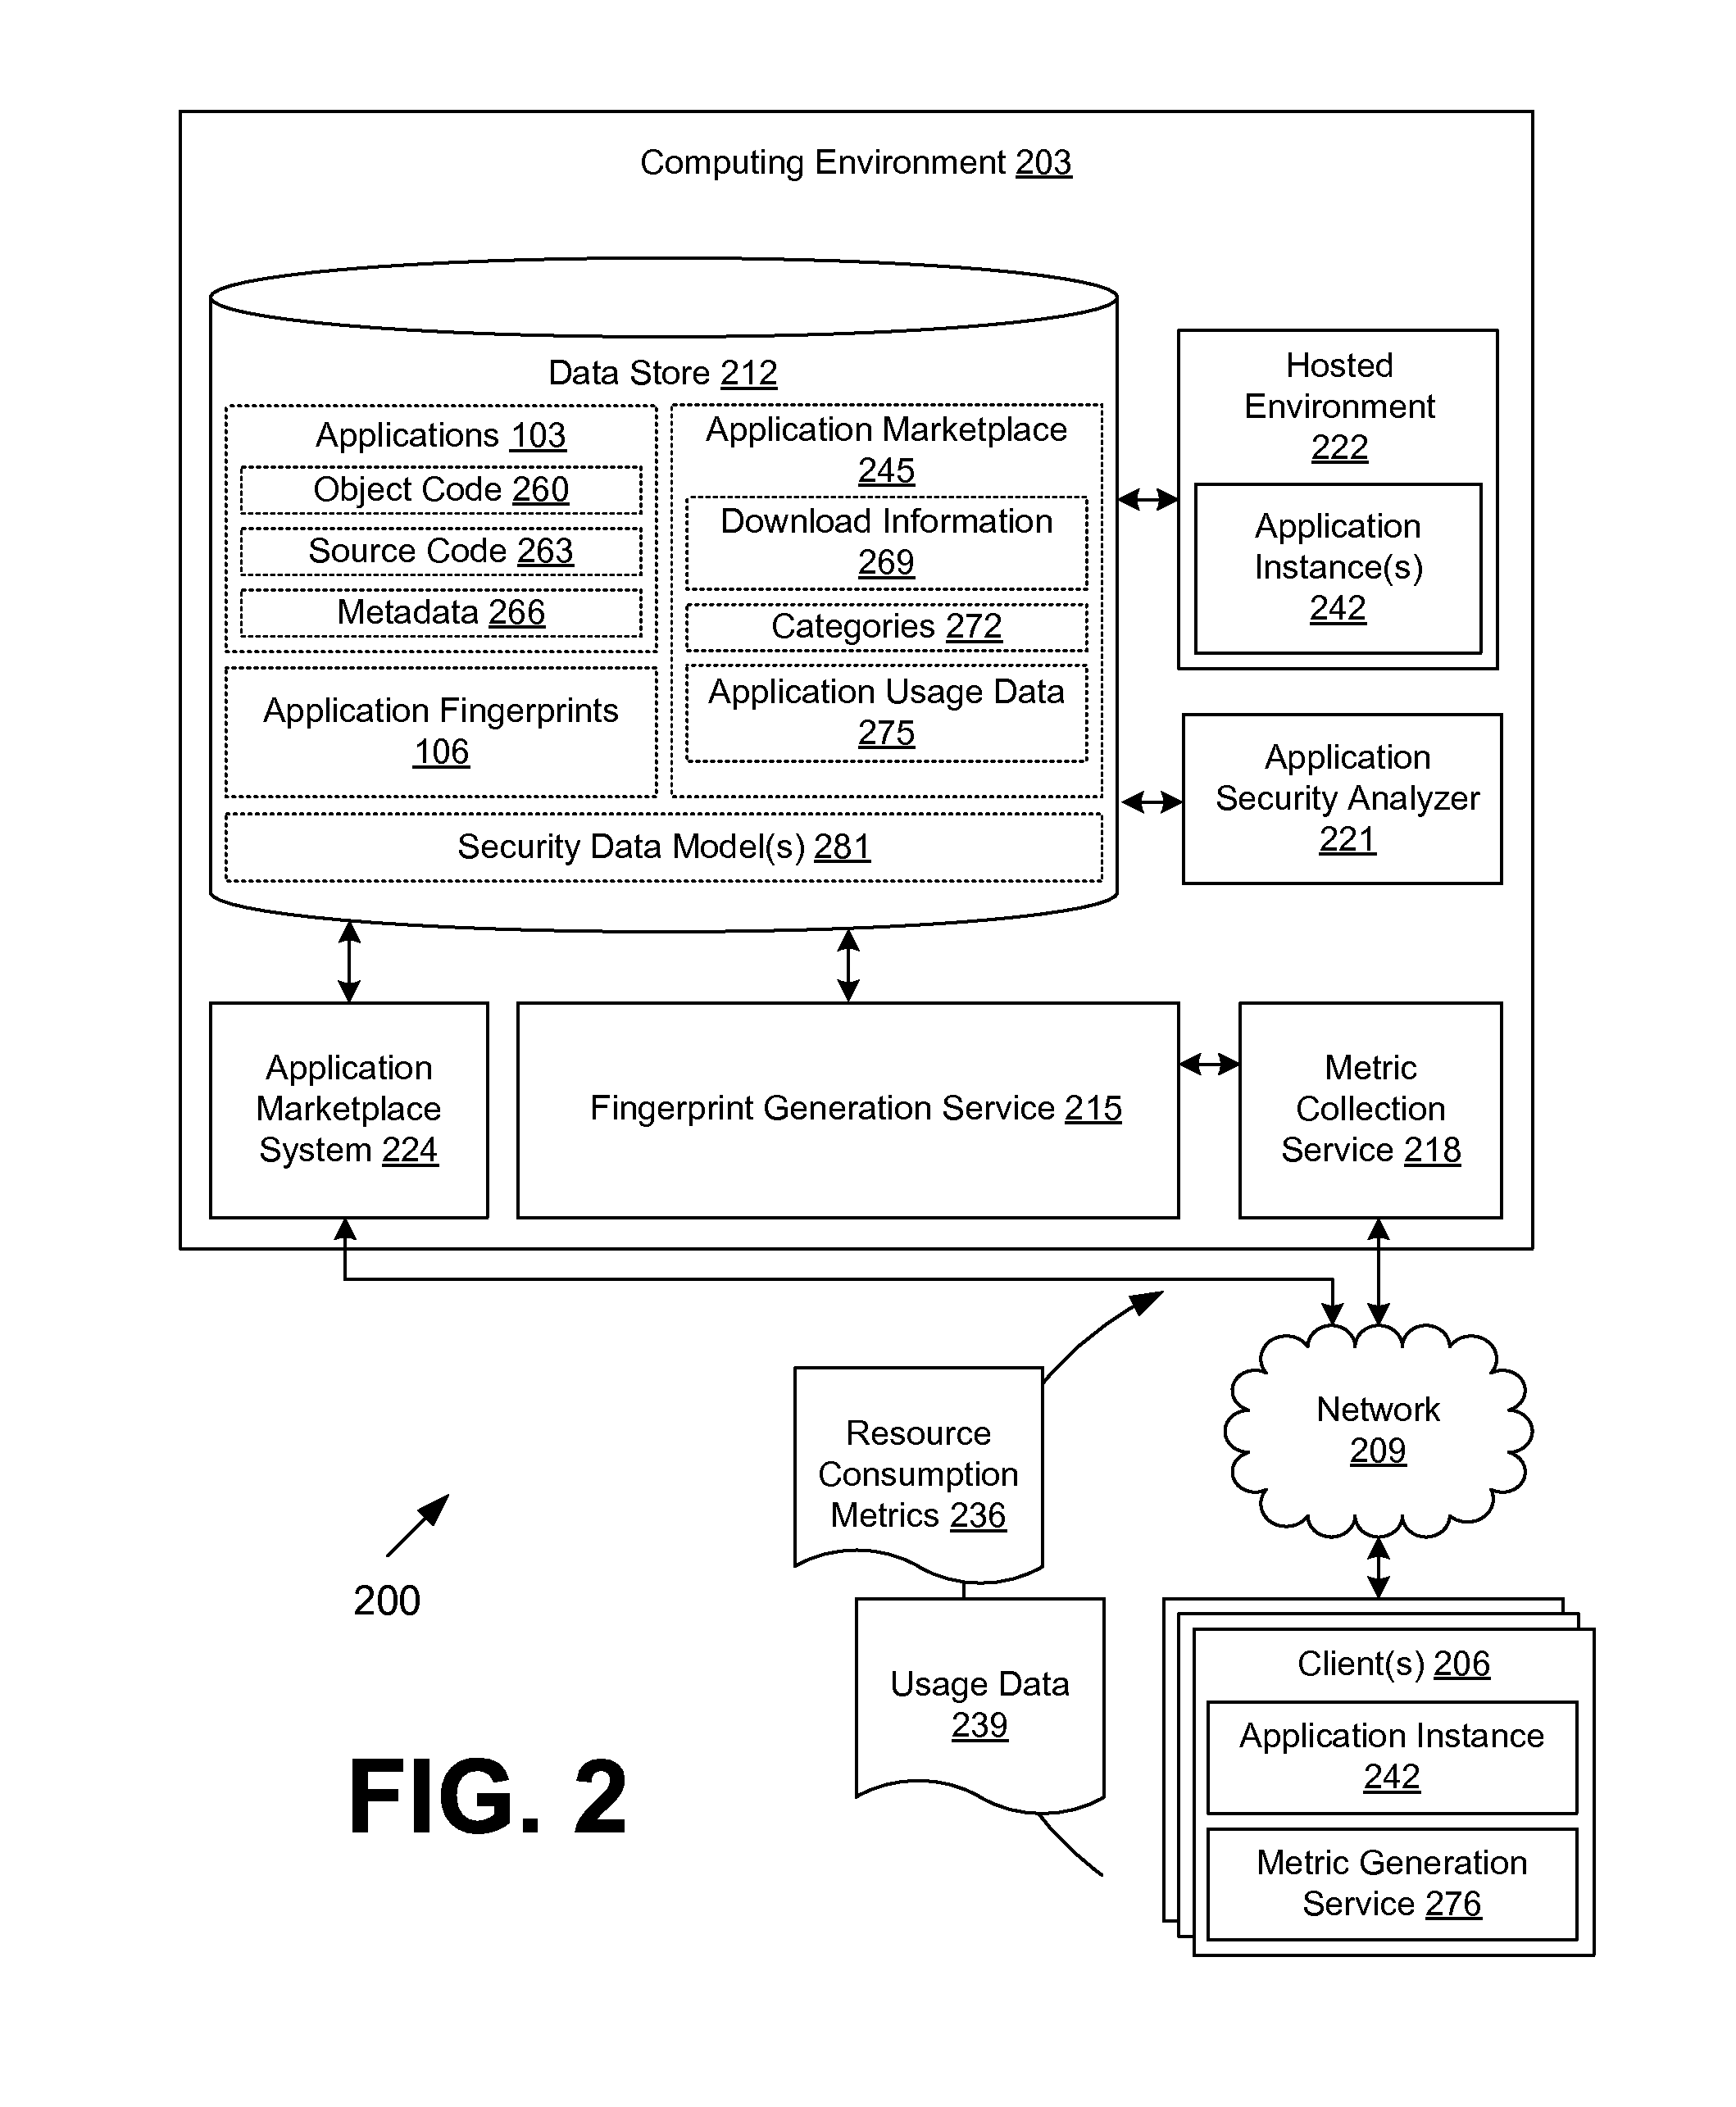 Computing Environment 203
Data Store 212
Applications 103
Object Code 260
Source Code 263
Metadata 266
Application Fingerprints
106
Application Marketplace
245
Download Information
269
Categories 272
Application Usage Data
275
Security Data Model(s) 281
Hosted
Environment
222
Application
Instance(s)
242
Application
Security Analyzer
221
Application
Marketplace
System 224
Fingerprint Generation Service 215
Metric
Collection
Service 218
Resource
Consumption
Metrics 236
Network
209
200
Usage Data
239
Client(s) 206
Application Instance
242
Metric Generation
Service 276
FIG. 2